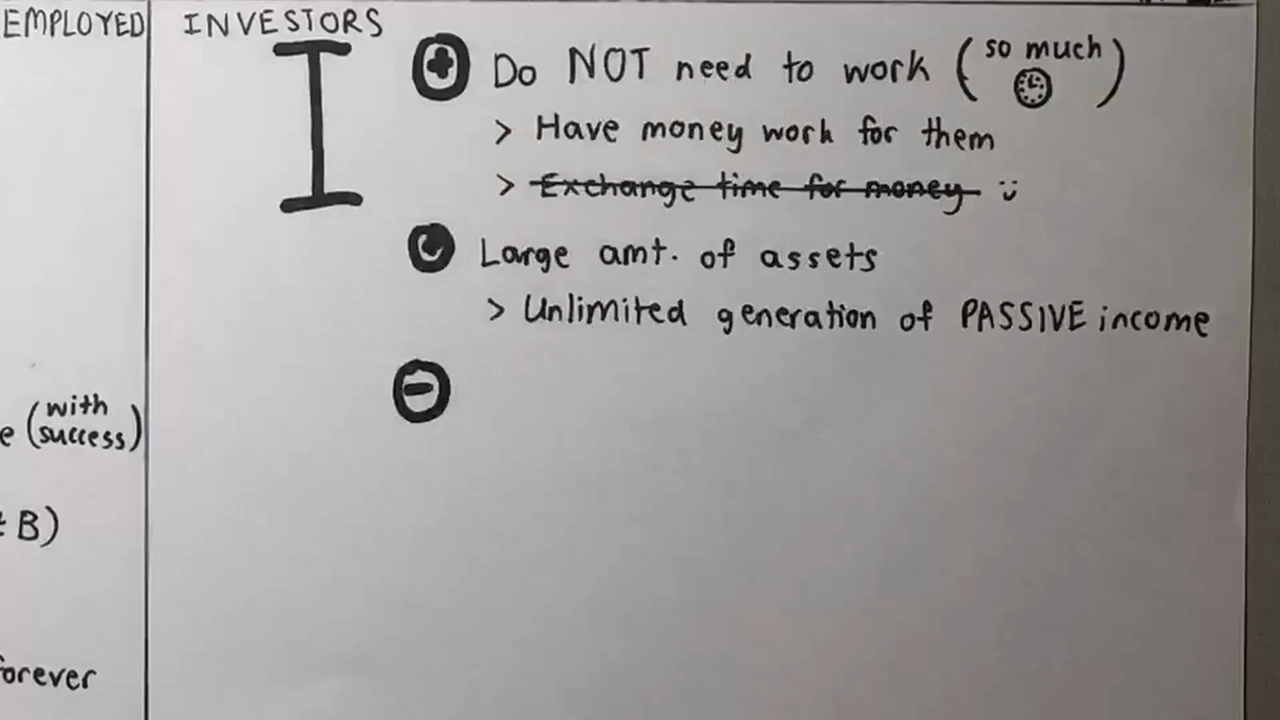 EMPLOYED
INVESTORS
I
Do NOT need to work (so much)
> Have money work for them
> Exchange time for money
Large amt. of assets
> Unlimited generation of PASSIVE income
e (with success)
B)
forever